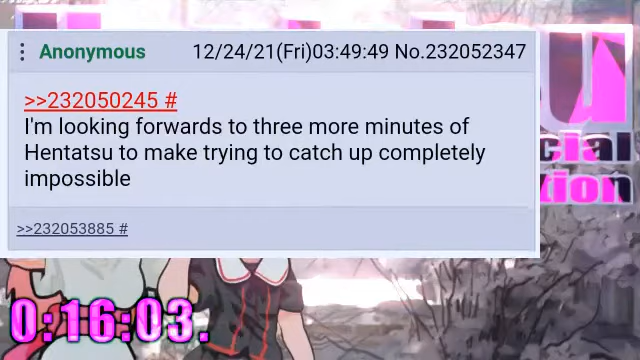 Anonymous 12/24/21(Fri)03:49:49 No.232052347
>>232050245 #
I'm looking forwards to three more minutes of
Hentatsu to make trying to catch up completely
impossible
>>232053885 #
0:16:03.